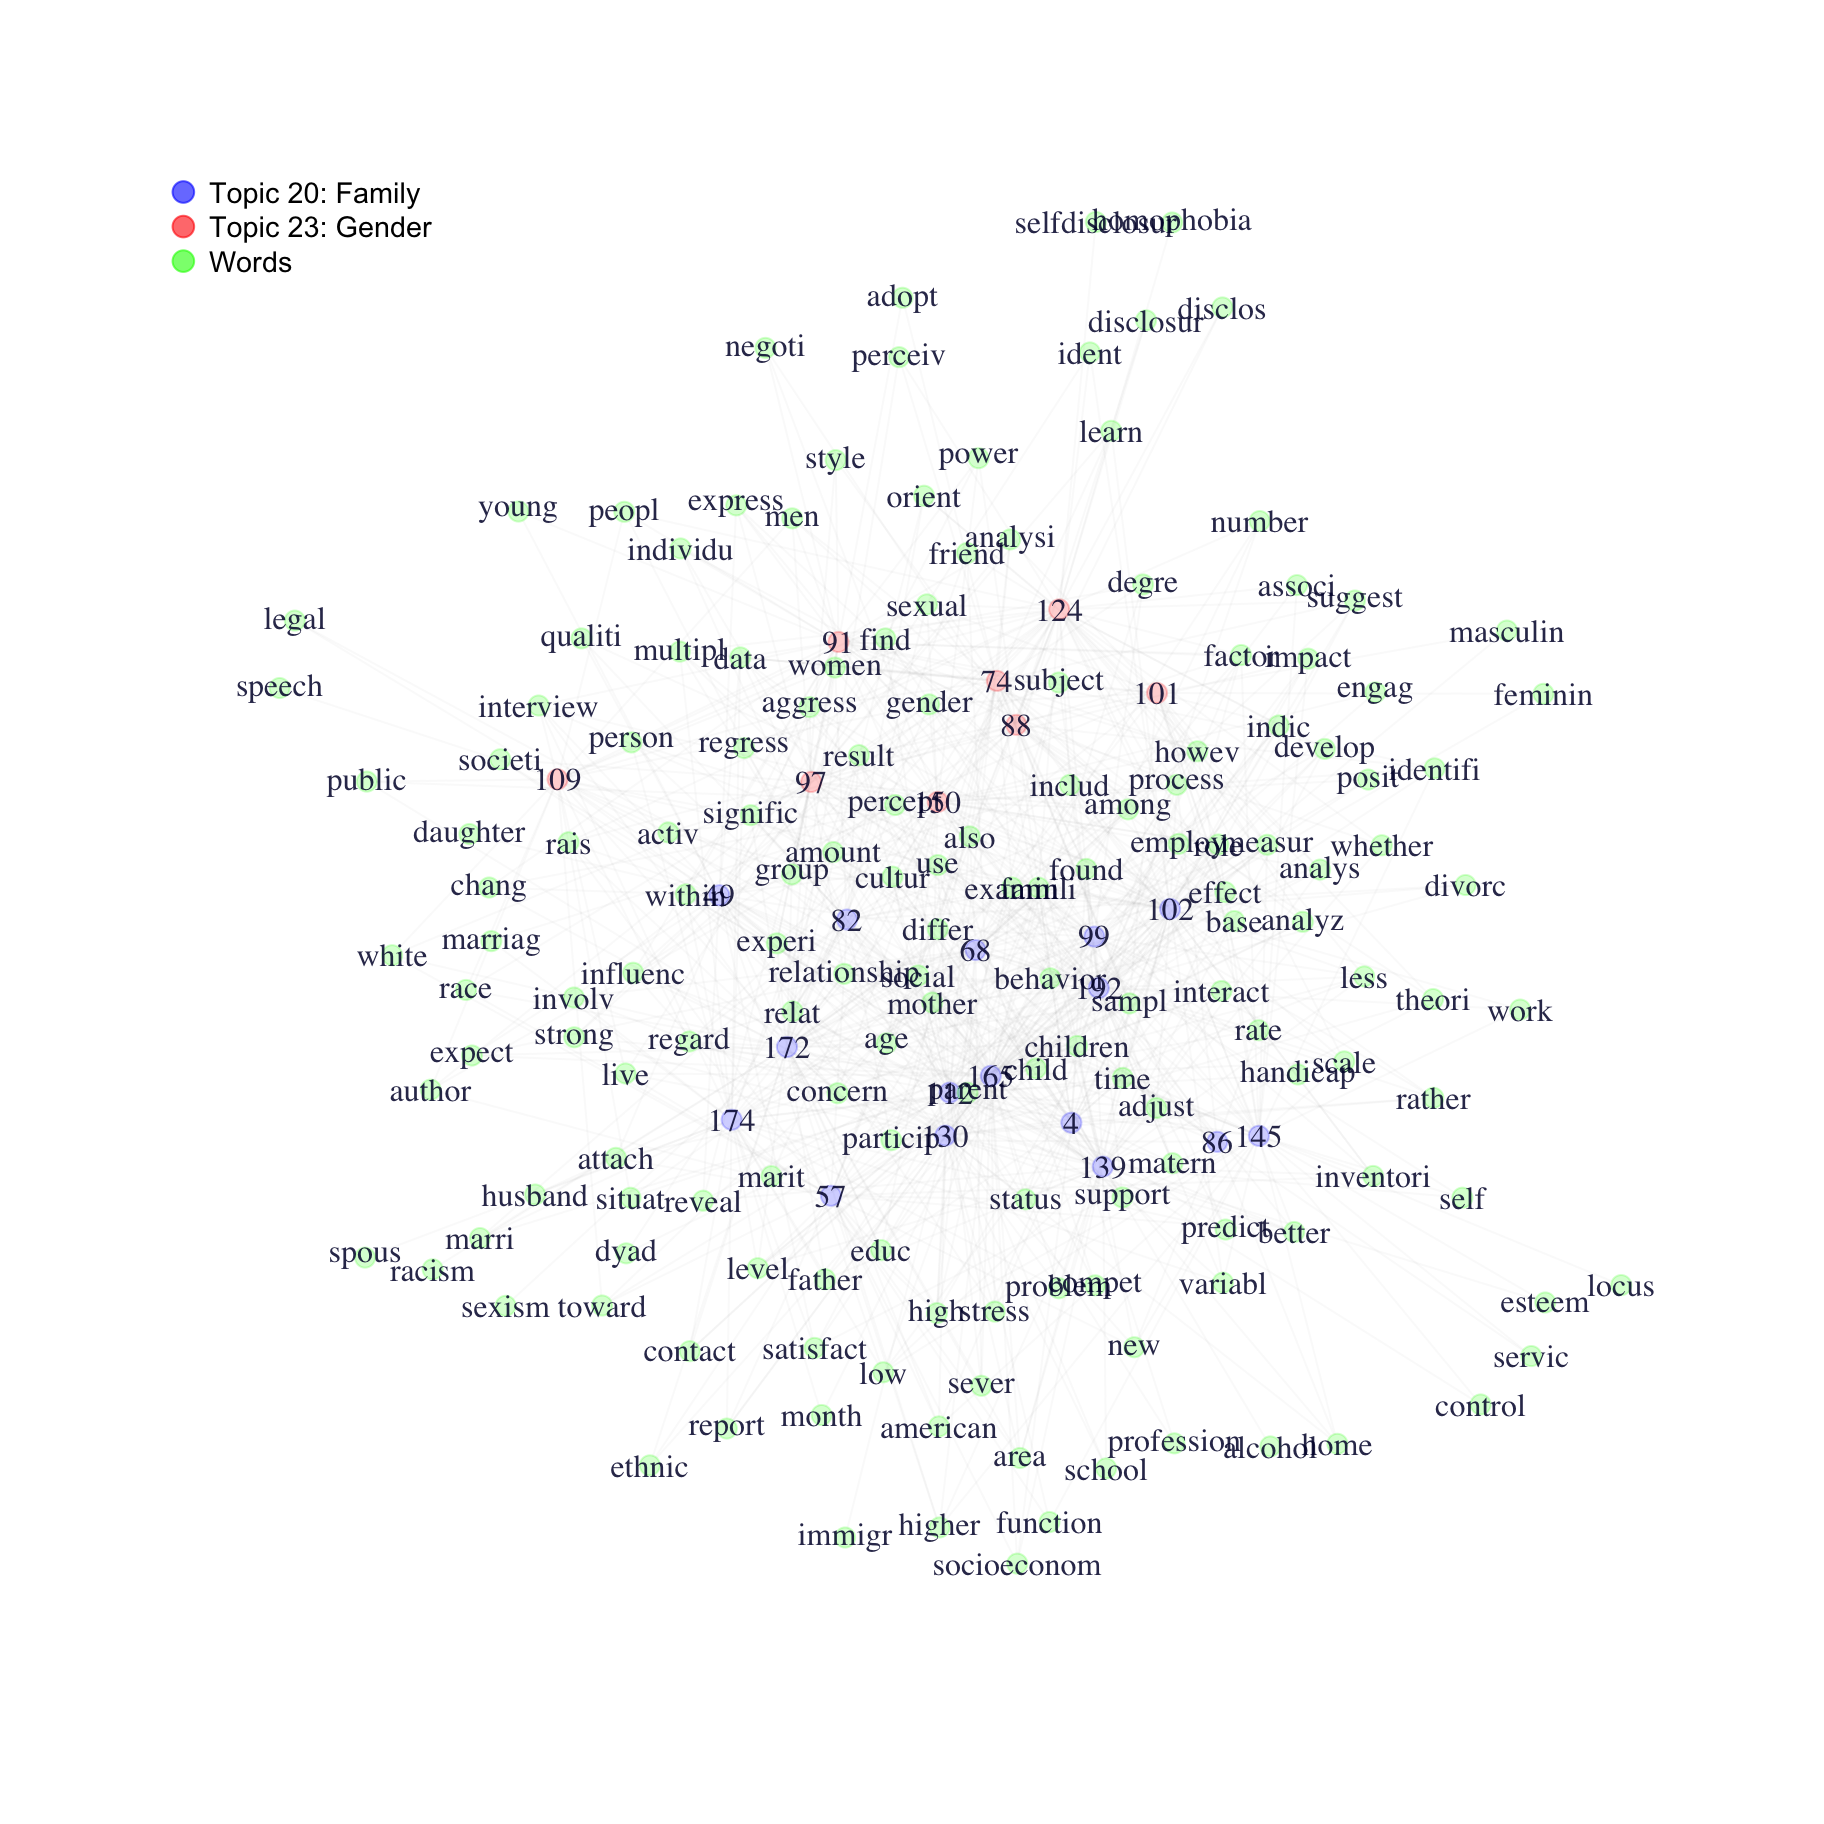 Topic 20: Family
Topic 23: Gender
Words
selfdisclosur homophobia
adopt
disclosur disclos
negoti perceiv ident
learn
style power
young peopl express men orient number
individu friend analysi
degre associ suggest
legal sexual 124 masculin
qualiti multipl data 91 find women factor impact
speech 74 subject 101 engag feminin
interview aggress gender 88 indic
person regress result howev develop
societi 109 97 process posit identifi
public percept 150 includ among
signific
daughter rais activ amount also employm role measur whether
group cultur use found analys
chang within 49 examin famili effect divorc
82 102 base analyz
marriag experi differ 99
white influenc relationship social 68 behavior less
race involv mother 192 sampl interact theori work
strong regard relat age rate
expect 172 children
author live concern 112 parent 165 child time handicap scale
174 4 adjust rather
particip 130 86 145
attach marit 139 matern inventori
husband situat reveal 57 status support self
marri predict better
spous racism dyad level father educ
sexism toward high stress problem compet variabl esteem locus
contact satisfact new
low sever servic
report month american control
ethnic area school profession alcohol home
immigr higher function
socioeconom